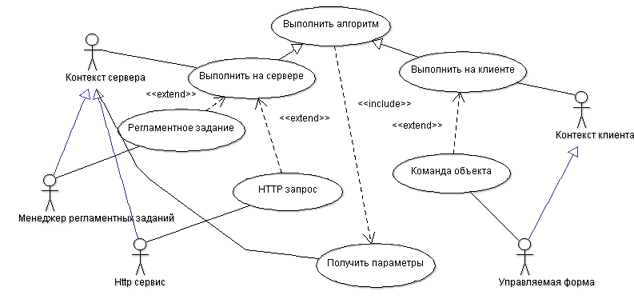 Выполнить алгоритм
Контекст сервера
Выполнить на сервере
Выполнить на клиенте
<<extend>>
<<include>>
<<extend>>
<<extend>>
Регламентное задание
Контекст клиента
HTTP запрос
Команда объекта
Менеджер регламентных заданий
Получить параметры
Http сервис
Управляемая форма